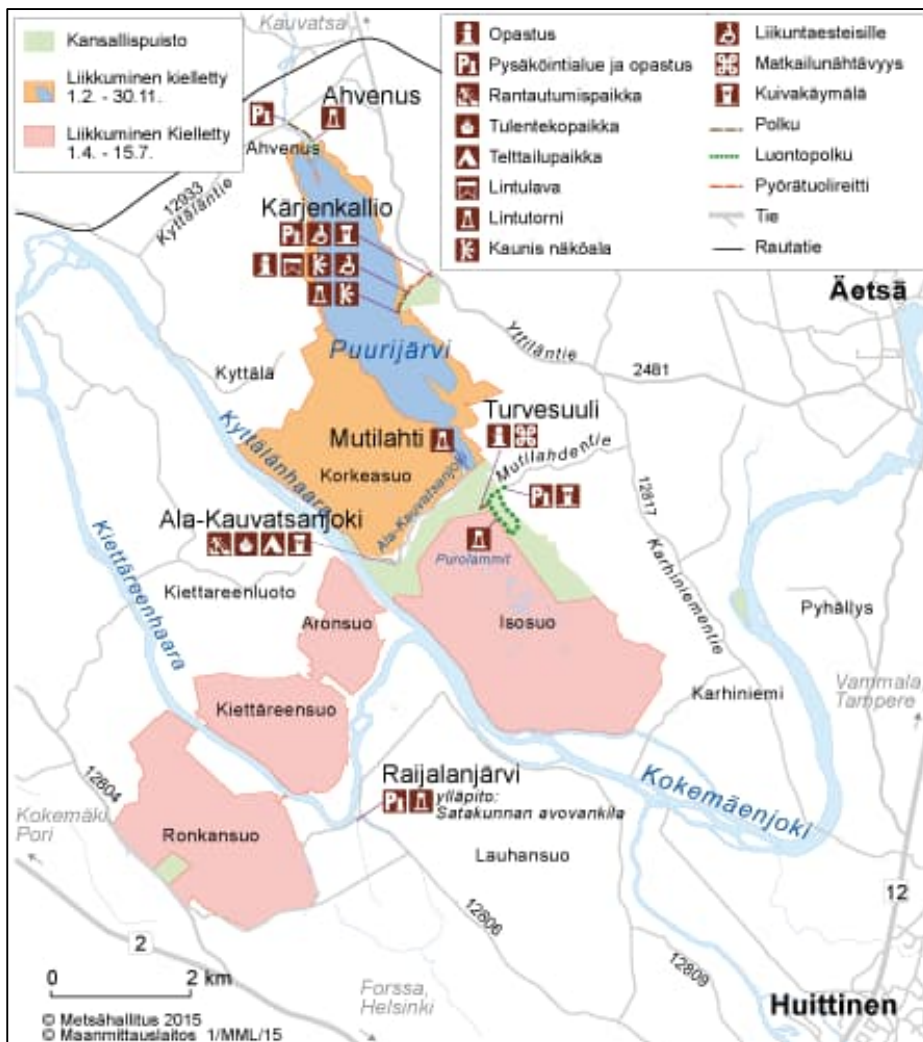 Kansallispuisto
Liikkuminen kielletty
1.2. - 30.11.
Liikkuminen Kielletty
1.4. - 15.7.
Opastus
Pysäköintialue ja opastus
Rantautumispaikka
Tulentekopaikka
Telttailupaikka
Lintulava
Lintutorni
Kaunis näköala
Liikuntaesteisille
Matkailunähtävyys
Kuivakäymälä
Polku
Luontopolku
Pyörätuolireitti
Tie
Rautatie
Kauvatsa
Ahvenus
Ahvenus
12933
Kyttäläntie
Kärjenkallio
Äetsä
Puurijärvi
Yttiläntie
2481
Kyttälä
Kyttälänhaara
Turvesuuli
Mutilahti
Mutilahdentie
Korkeasuo
Ala-Kauvatsanjoki
12817
Ala-Kauvatsanjoki
Purolammit
Karhiniementie
Kiettäreenhaara
Kiettareenluoto
Aronsuo
Isosuo
Pyhällys
Kiettäreensuo
Karhiniemi
Vammala
Tampere
Raijalanjärvi
ylläpito:
Satakunnan avovankila
Kokemäenjoki
12804
Kokemäki
Pori
Ronkansuo
Lauhansuo
12
2
12806
12809
0 2 km
Forssa,
Helsinki
Huittinen
© Metsähallitus 2015
© Maanmittauslaitos 1/MML/15